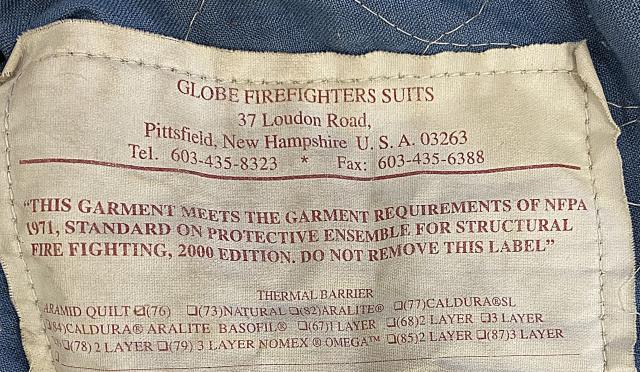 GLOBE FIREFIGHTERS SUITS
37 Loudon Road,
Pittsfield, New Hampshire U. S. A. 03263
Tel. 603-435-8323 * Fax: 603-435-6388
“THIS GARMENT MEETS THE GARMENT REQUIREMENTS OF NFPA
1971, STANDARD ON PROTECTIVE ENSEMBLE FOR STRUCTURAL
FIRE FIGHTING, 2000 EDITION. DO NOT REMOVE THIS LABEL”
THERMAL BARRIER
ARAMID QUILT ☑(76) ☐(73)NATURAL ☐(82)ARALITE® ☐(77)CALDURA®SL
☐(84)CALDURA® ARALITE BASOFIL® ☐(67)1 LAYER ☐(68)2 LAYER ☐3 LAYER
☐(78) 2 LAYER ☐(79) 3 LAYER NOMEX ® OMEGA™ ☐(85)2 LAYER ☐(87)3 LAYER